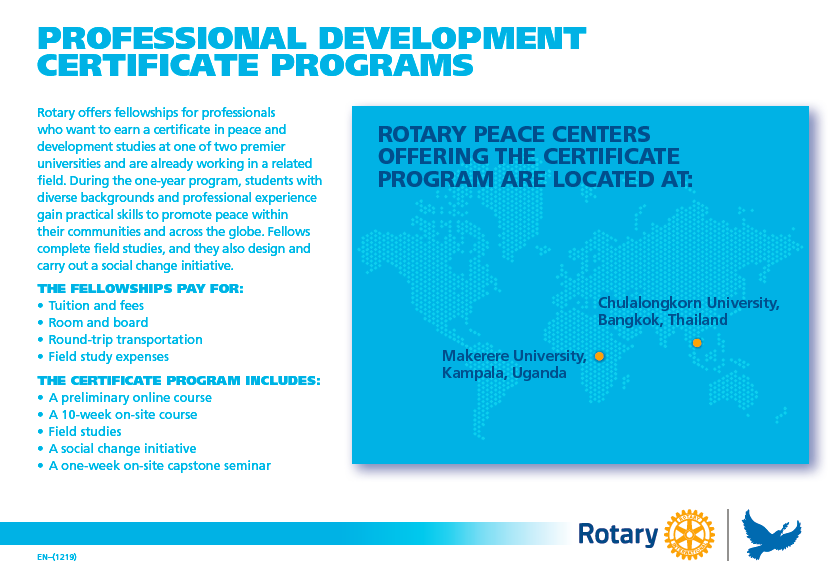 PROFESSIONAL DEVELOPMENT
CERTIFICATE PROGRAMS
Rotary offers fellowships for professionals
who want to earn a certificate in peace and
development studies at one of two premier
universities and are already working in a related
field. During the one-year program, students with
diverse backgrounds and professional experience
gain practical skills to promote peace within
their communities and across the globe. Fellows
complete field studies, and they also design and
carry out a social change initiative.
THE FELLOWSHIPS PAY FOR:
• Tuition and fees
• Room and board
• Round-trip transportation
• Field study expenses
THE CERTIFICATE PROGRAM INCLUDES:
• A preliminary online course
• A 10-week on-site course
• Field studies
• A social change initiative
• A one-week on-site capstone seminar
ROTARY PEACE CENTERS
OFFERING THE CERTIFICATE
PROGRAM ARE LOCATED AT:
Chulalongkorn University,
Bangkok, Thailand
Makerere University,
Kampala, Uganda
Rotary
EN–(1219)